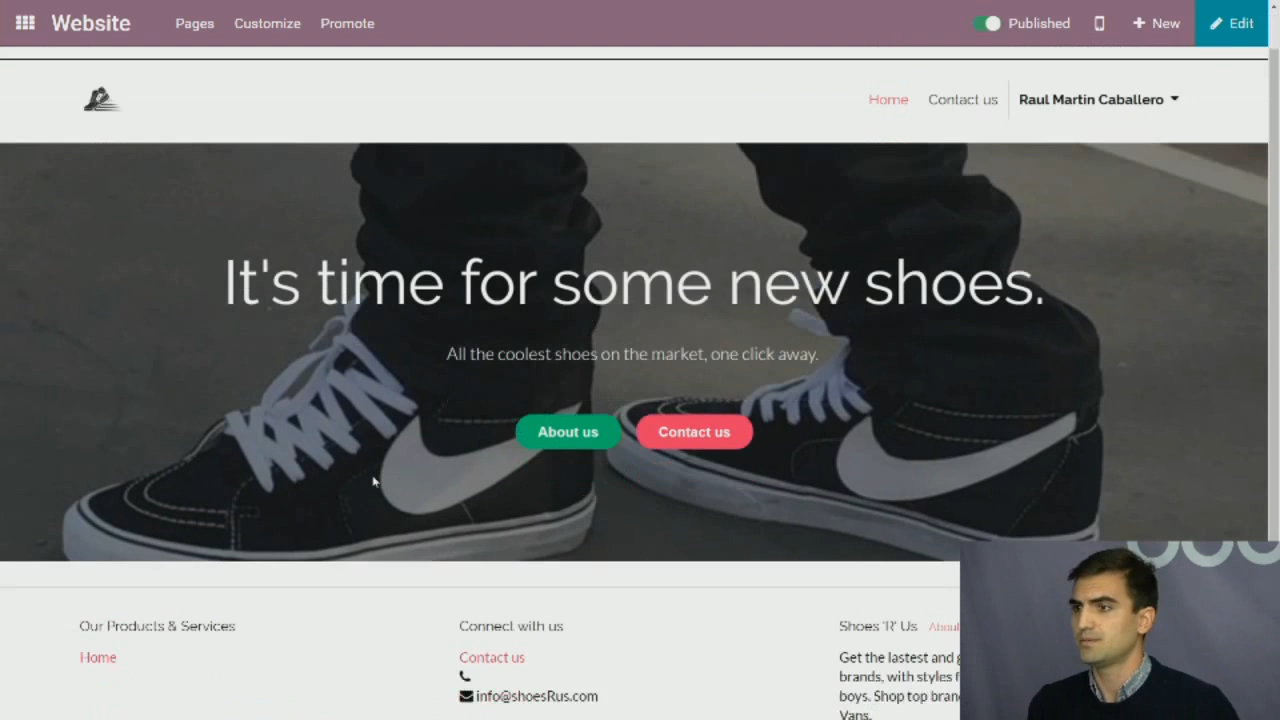 Website Pages Customize Promote Published New Edit
Home Contact us Raul Martin Caballero
It's time for some new shoes.
All the coolest shoes on the market, one click away.
About us Contact us
Our Products & Services
Home
Connect with us
Contact us
info@shoesRus.com
Shoes 'R' Us About
Get the lastest and
brands, with styles
boys. Shop top
Vans.